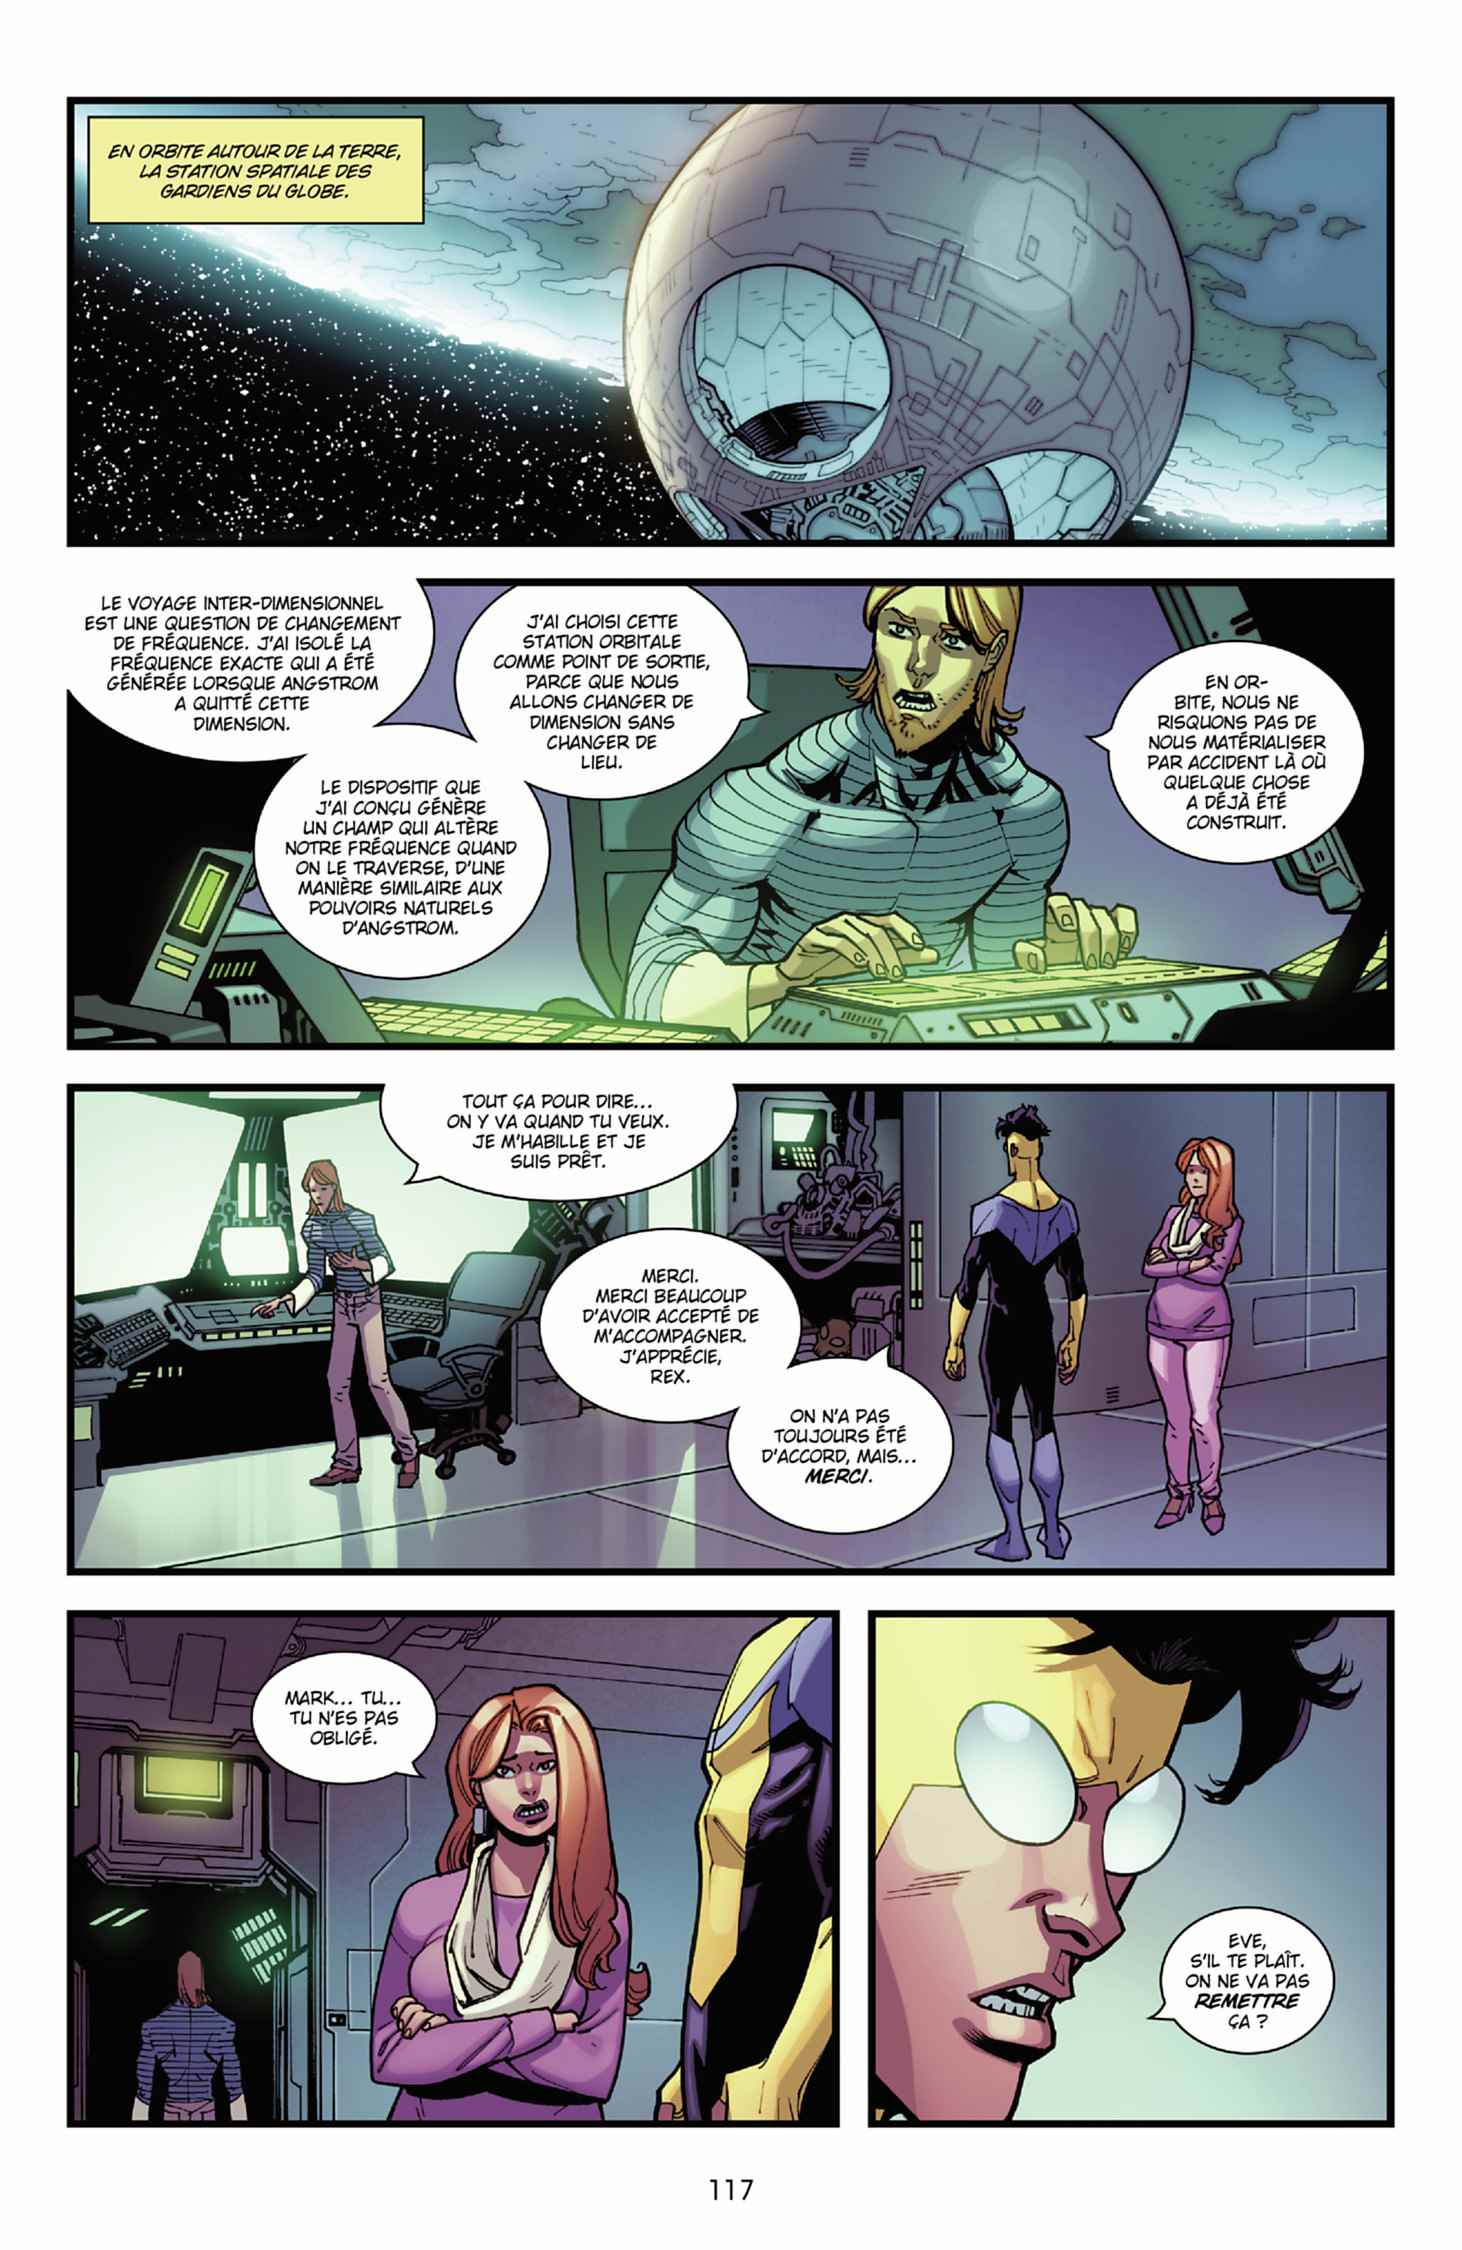 EN ORBITE AUTOUR DE LA TERRE,
LA STATION SPATIALE DES
GARDIENS DU GLOBE.
LE VOYAGE INTER-DIMENSIONNEL
EST UNE QUESTION DE CHANGEMENT
DE FRÉQUENCE. J'AI ISOLÉ LA
FRÉQUENCE EXACTE QUI A ÉTÉ
GÉNÉRÉE LORSQUE ANGSTROM
A QUITTÉ CETTE
DIMENSION.
LE DISPOSITIF QUE
J'AI CONÇU GÉNÈRE
UN CHAMP QUI ALTÈRE
NOTRE FRÉQUENCE QUAND
ON LE TRAVERSE, D'UNE
MANIÈRE SIMILAIRE AUX
POUVOIRS NATURELS
D'ANGSTROM.
J'AI CHOISI CETTE
STATION ORBITALE
COMME POINT DE SORTIE,
PARCE QUE NOUS
ALLONS CHANGER DE
DIMENSION SANS
CHANGER DE
LIEU.
EN OR-
BITE, NOUS NE
RISQUONS PAS DE
NOUS MATÉRIALISER
PAR ACCIDENT LÀ OÙ
QUELQUE CHOSE
A DÉJÀ ÉTÉ
CONSTRUIT.
TOUT ÇA POUR DIRE...
ON Y VA QUAND TU VEUX.
JE M'HABILLE ET JE
SUIS PRÊT.
MERCI.
MERCI BEAUCOUP
D'AVOIR ACCEPTÉ DE
M'ACCOMPAGNER.
J'APPRÉCIE,
REX.
ON N'A PAS
TOUJOURS ÉTÉ
D'ACCORD, MAIS...
MERCI.
MARK... TU...
TU N'ES PAS
OBLIGÉ.
EVE,
S'IL TE PLAÎT.
ON NE VA PAS
REMETTRE
ÇA ?
117